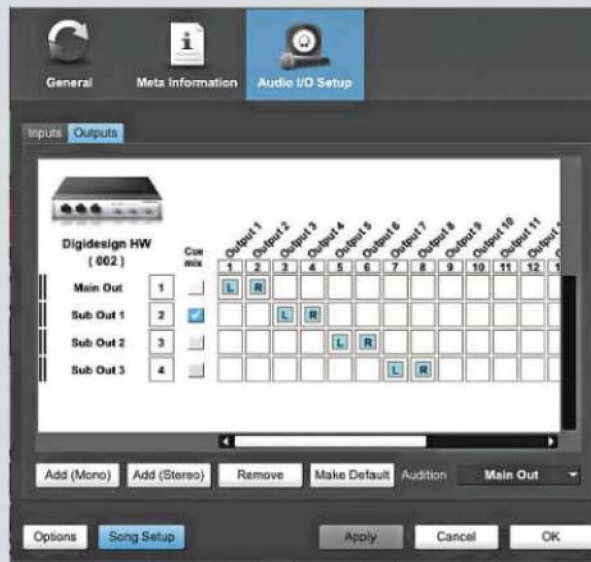 General Meta Information Audio I/O Setup
Inputs Outputs
Output 1 Output 2 Output 3 Output 4 Output 5 Output 6 Output 7 Output 8 Output 9 Output 10 Output 11 Output 1
Digidesign HW
(002)
Cue
mix
1 2 3 4 5 6 7 8 9 10 11 12 1
Main Out 1 L R
Sub Out 1 2 L R
Sub Out 2 3 L R
Sub Out 3 4 L R
Add (Mono) Add (Stereo) Remove Make Default Audition Main Out
Options Song Setup Apply Cancel OK